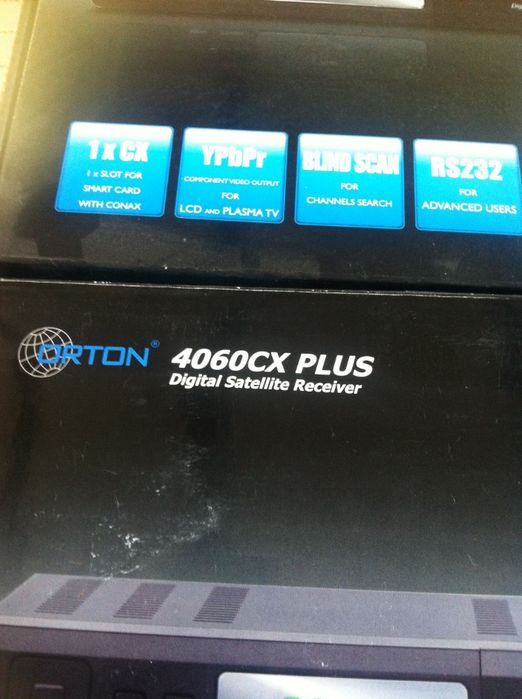 1 x CX
1 x SLOT FOR
SMART CARD
WITH CONAX
YPbPr
COMPONENT VIDEO OUTPUT
FOR
LCD AND PLASMA TV
BLIND SCAN
FOR
CHANNELS SEARCH
RS232
FOR
ADVANCED USERS
ORTON®
4060CX PLUS
Digital Satellite Receiver